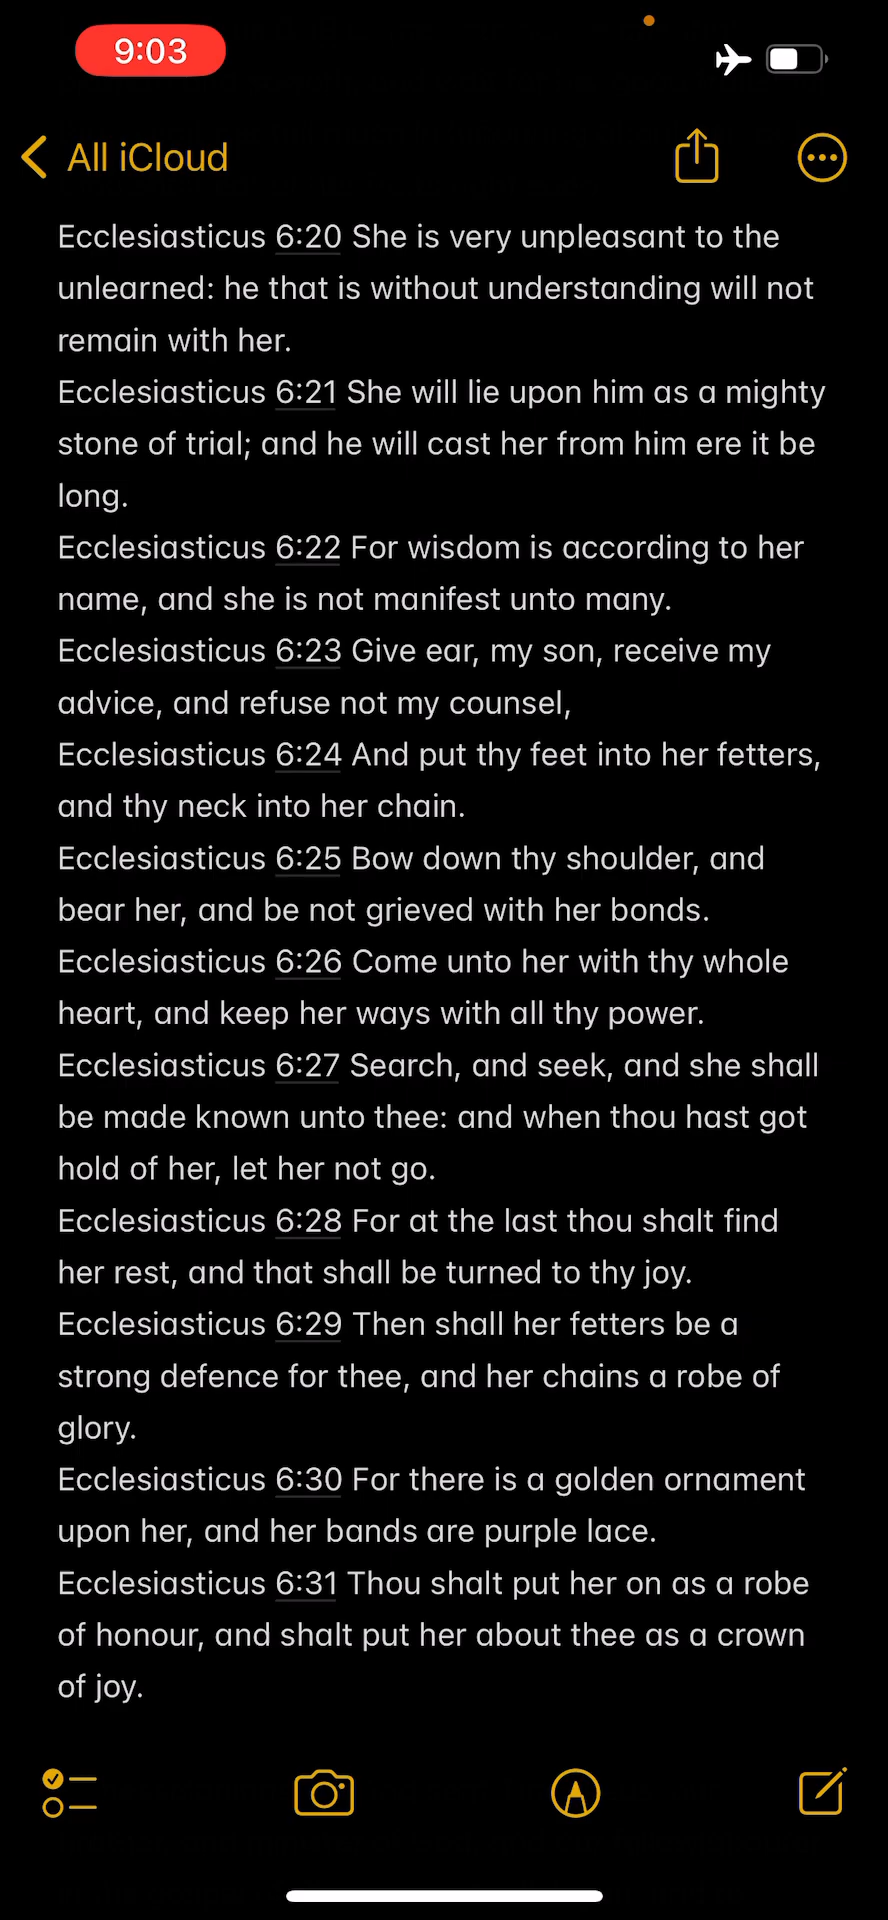 9:03
All iCloud
Ecclesiasticus 6:20 She is very unpleasant to the
unlearned: he that is without understanding will not
remain with her.
Ecclesiasticus 6:21 She will lie upon him as a mighty
stone of trial; and he will cast her from him ere it be
long.
Ecclesiasticus 6:22 For wisdom is according to her
name, and she is not manifest unto many.
Ecclesiasticus 6:23 Give ear, my son, receive my
advice, and refuse not my counsel,
Ecclesiasticus 6:24 And put thy feet into her fetters,
and thy neck into her chain.
Ecclesiasticus 6:25 Bow down thy shoulder, and
bear her, and be not grieved with her bonds.
Ecclesiasticus 6:26 Come unto her with thy whole
heart, and keep her ways with all thy power.
Ecclesiasticus 6:27 Search, and seek, and she shall
be made known unto thee: and when thou hast got
hold of her, let her not go.
Ecclesiasticus 6:28 For at the last thou shalt find
her rest, and that shall be turned to thy joy.
Ecclesiasticus 6:29 Then shall her fetters be a
strong defence for thee, and her chains a robe of
glory.
Ecclesiasticus 6:30 For there is a golden ornament
upon her, and her bands are purple lace.
Ecclesiasticus 6:31 Thou shalt put her on as a robe
of honour, and shalt put her about thee as a crown
of joy.